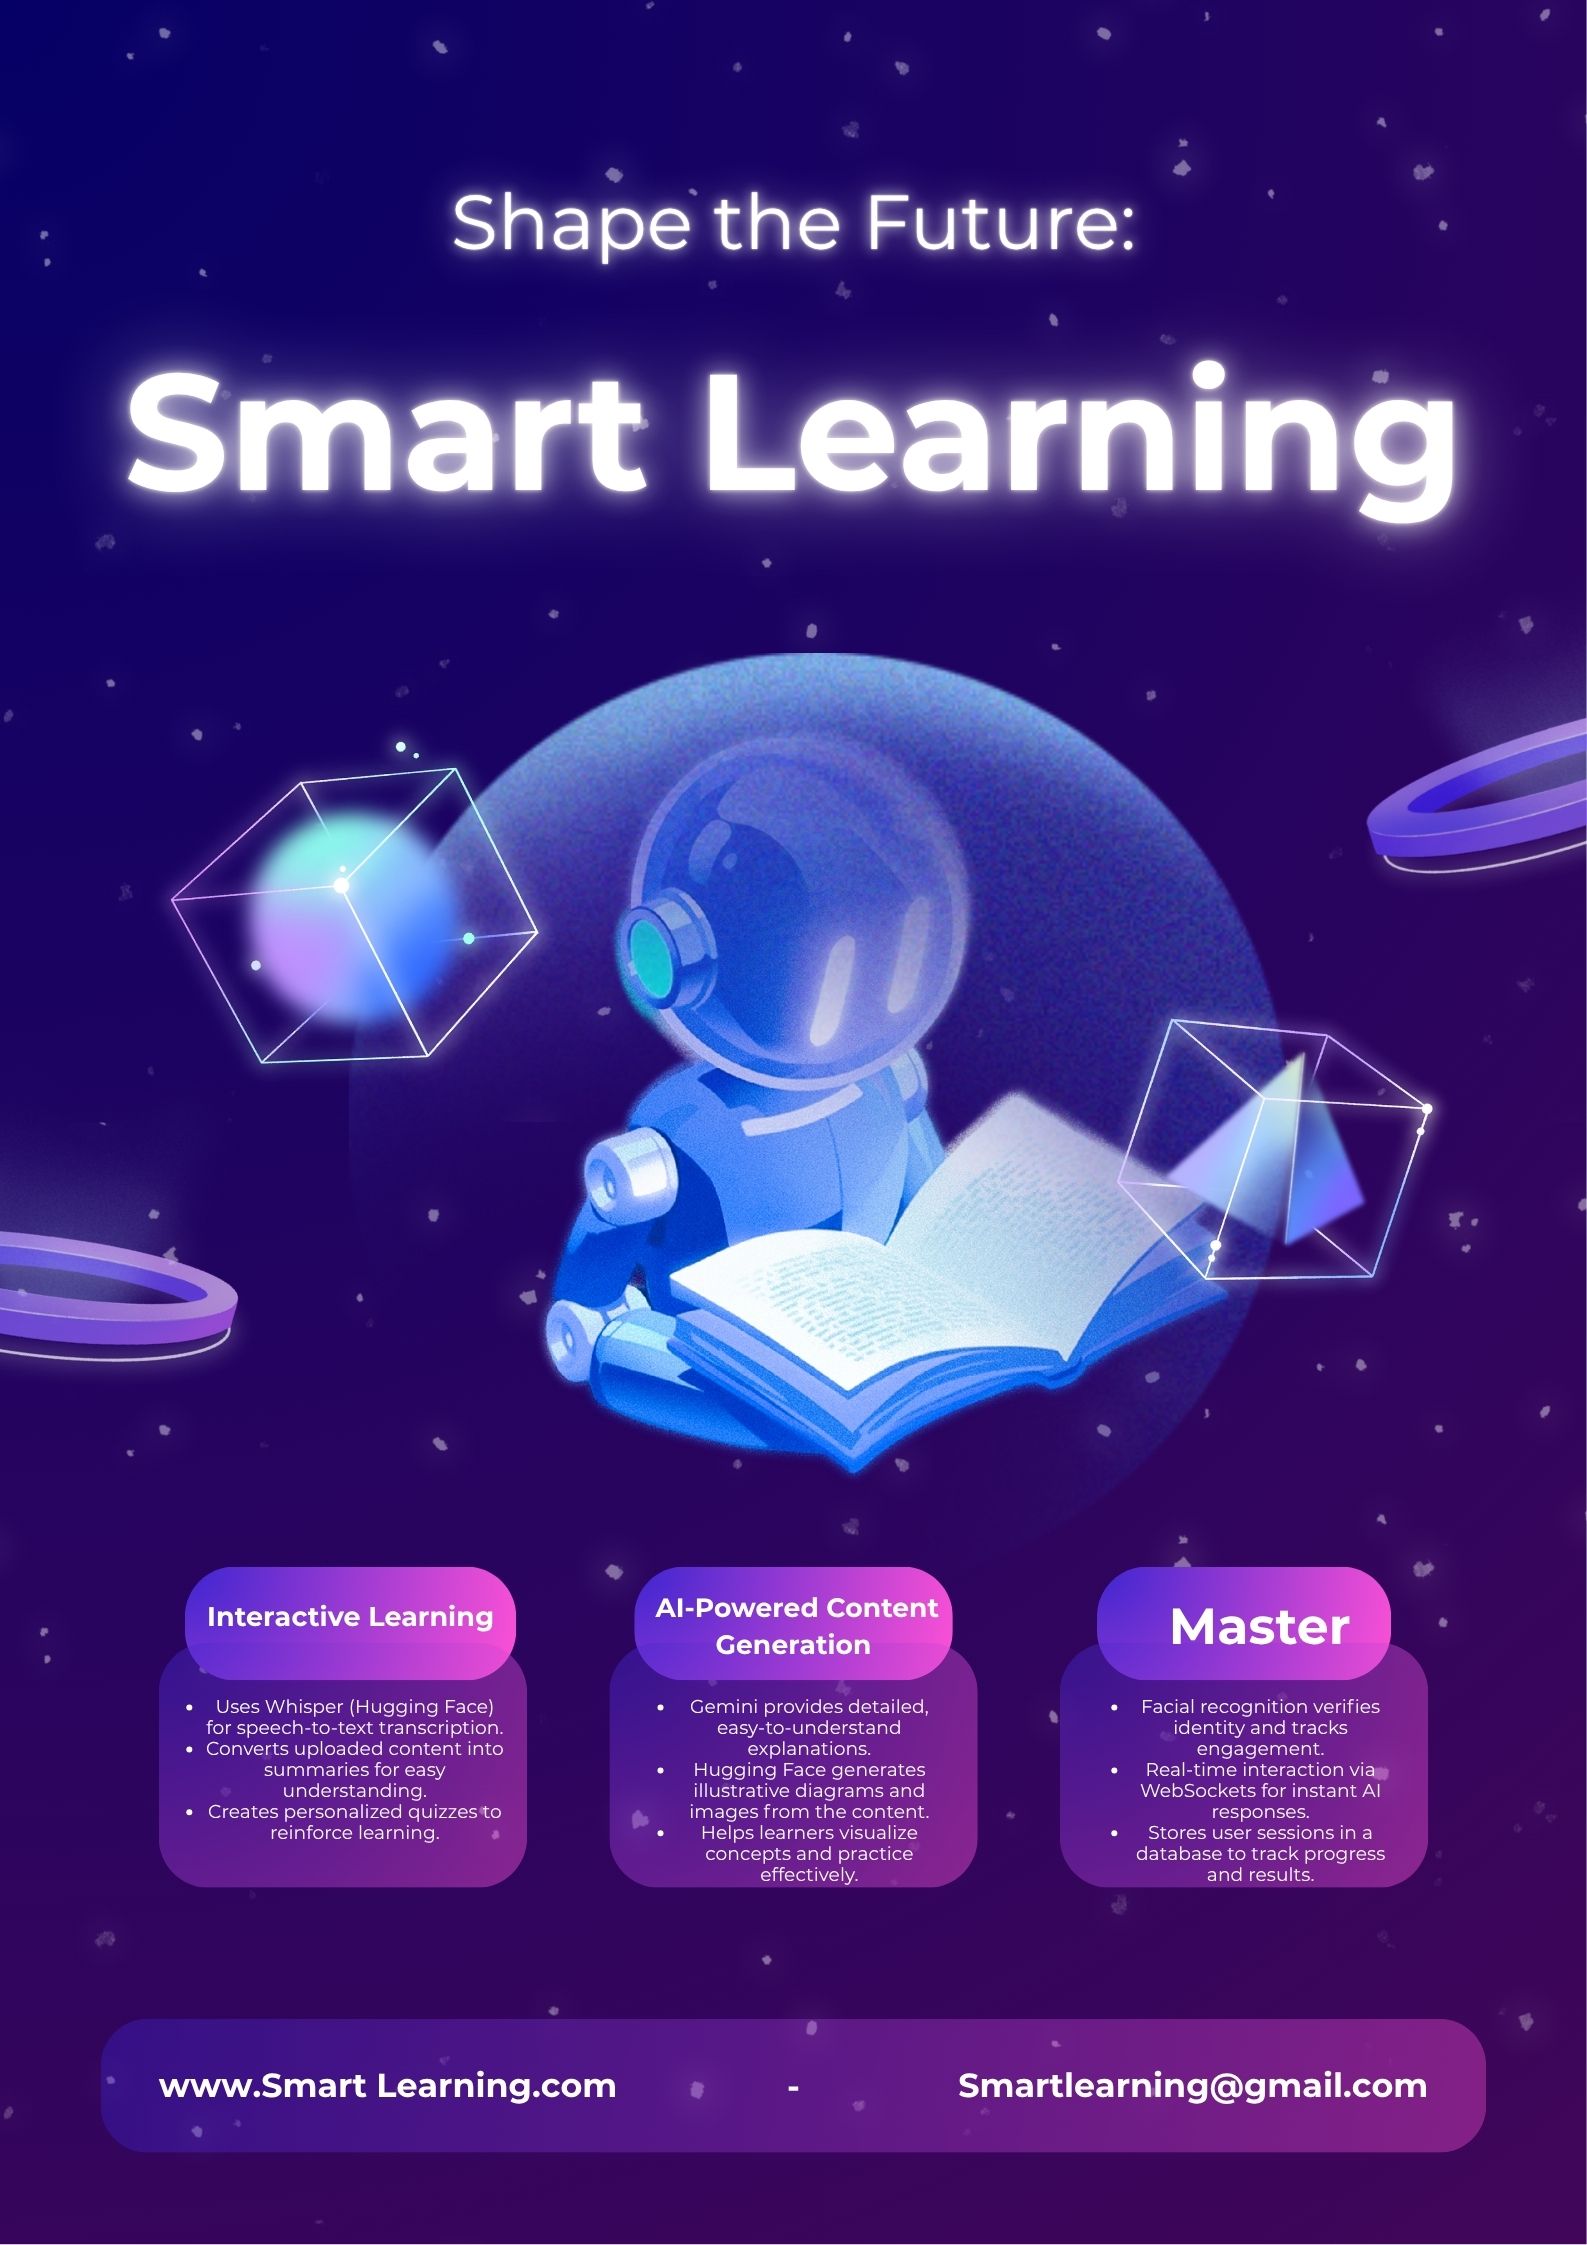 Shape the Future:
Smart Learning
Interactive Learning
• Uses Whisper (Hugging Face)
for speech-to-text transcription.
• Converts uploaded content into
summaries for easy
understanding.
• Creates personalized quizzes to
reinforce learning.
AI-Powered Content
Generation
• Gemini provides detailed,
easy-to-understand
explanations.
• Hugging Face generates
illustrative diagrams and
images from the content.
• Helps learners visualize
concepts and practice
effectively.
Master
• Facial recognition verifies
identity and tracks
engagement.
• Real-time interaction via
WebSockets for instant AI
responses.
• Stores user sessions in a
database to track progress
and results.
www.Smart Learning.com - Smartlearning@gmail.com